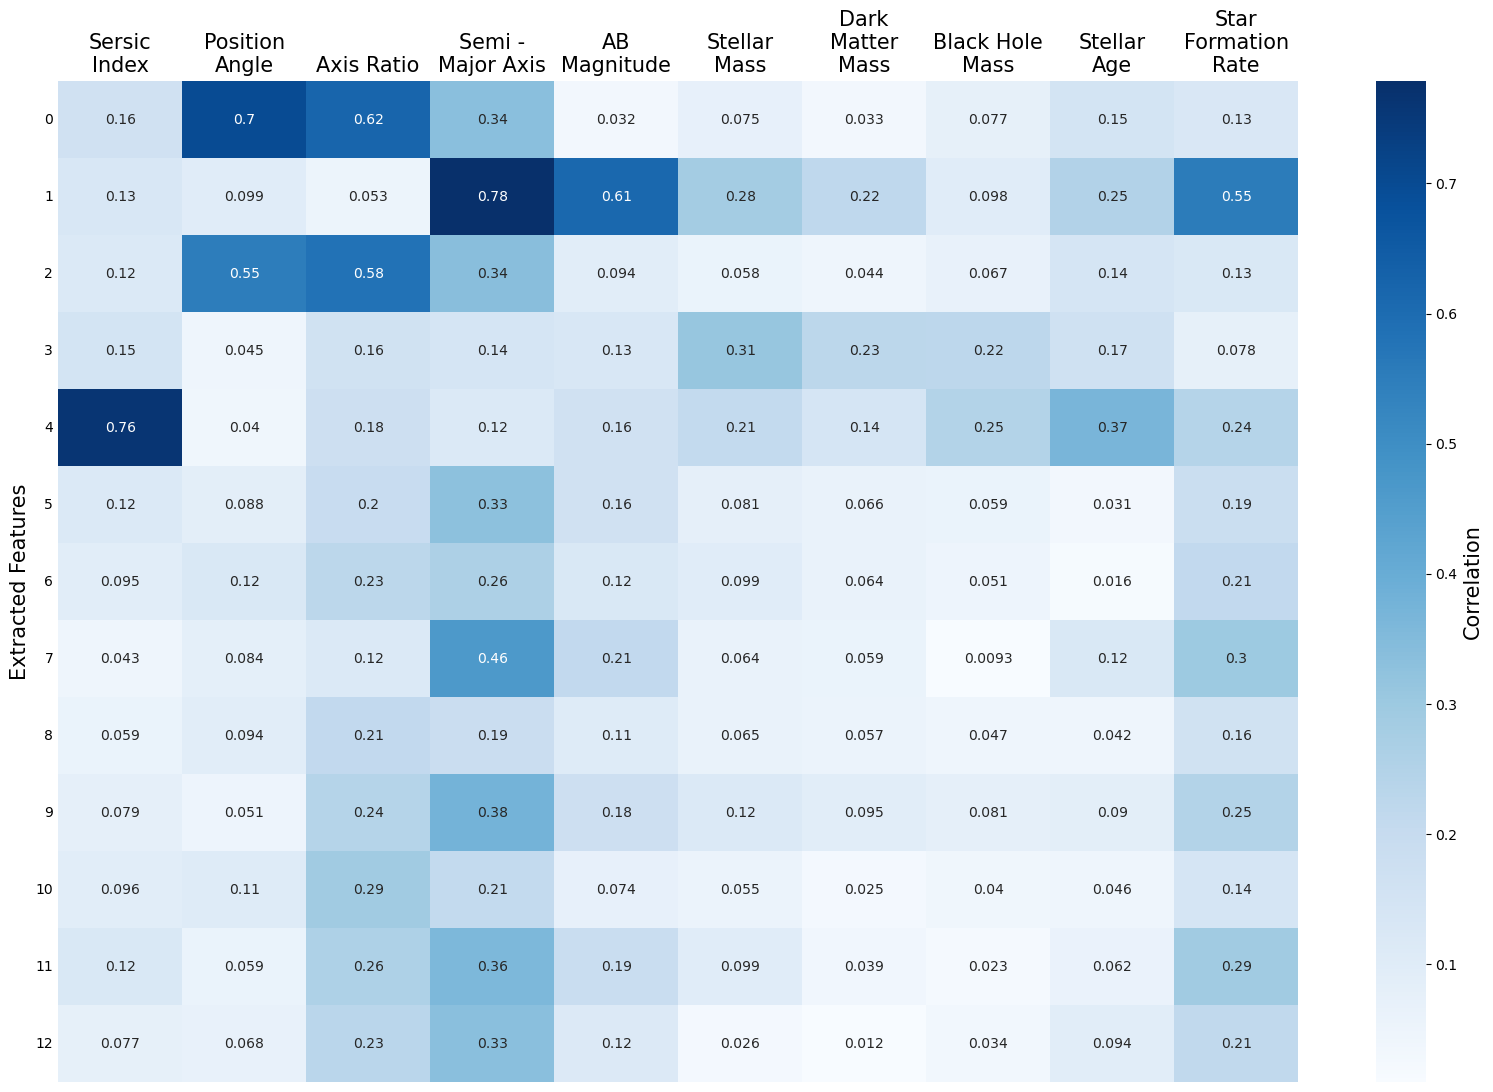 Sersic Index
Position Angle
Axis Ratio
Semi - Major Axis
AB Magnitude
Stellar Mass
Dark Matter Mass
Black Hole Mass
Stellar Age
Star Formation Rate
Extracted Features
0 0.16 0.7 0.62 0.34 0.032 0.075 0.033 0.077 0.15 0.13
1 0.13 0.099 0.053 0.78 0.61 0.28 0.22 0.098 0.25 0.55
2 0.12 0.55 0.58 0.34 0.094 0.058 0.044 0.067 0.14 0.13
3 0.15 0.045 0.16 0.14 0.13 0.31 0.23 0.22 0.17 0.078
4 0.76 0.04 0.18 0.12 0.16 0.21 0.14 0.25 0.37 0.24
5 0.12 0.088 0.2 0.33 0.16 0.081 0.066 0.059 0.031 0.19
6 0.095 0.12 0.23 0.26 0.12 0.099 0.064 0.051 0.016 0.21
7 0.043 0.084 0.12 0.46 0.21 0.064 0.059 0.0093 0.12 0.3
8 0.059 0.094 0.21 0.19 0.11 0.065 0.057 0.047 0.042 0.16
9 0.079 0.051 0.24 0.38 0.18 0.12 0.095 0.081 0.09 0.25
10 0.096 0.11 0.29 0.21 0.074 0.055 0.025 0.04 0.046 0.14
11 0.12 0.059 0.26 0.36 0.19 0.099 0.039 0.023 0.062 0.29
12 0.077 0.068 0.23 0.33 0.12 0.026 0.012 0.034 0.094 0.21
0.7
0.6
0.5
0.4
0.3
0.2
0.1
Correlation